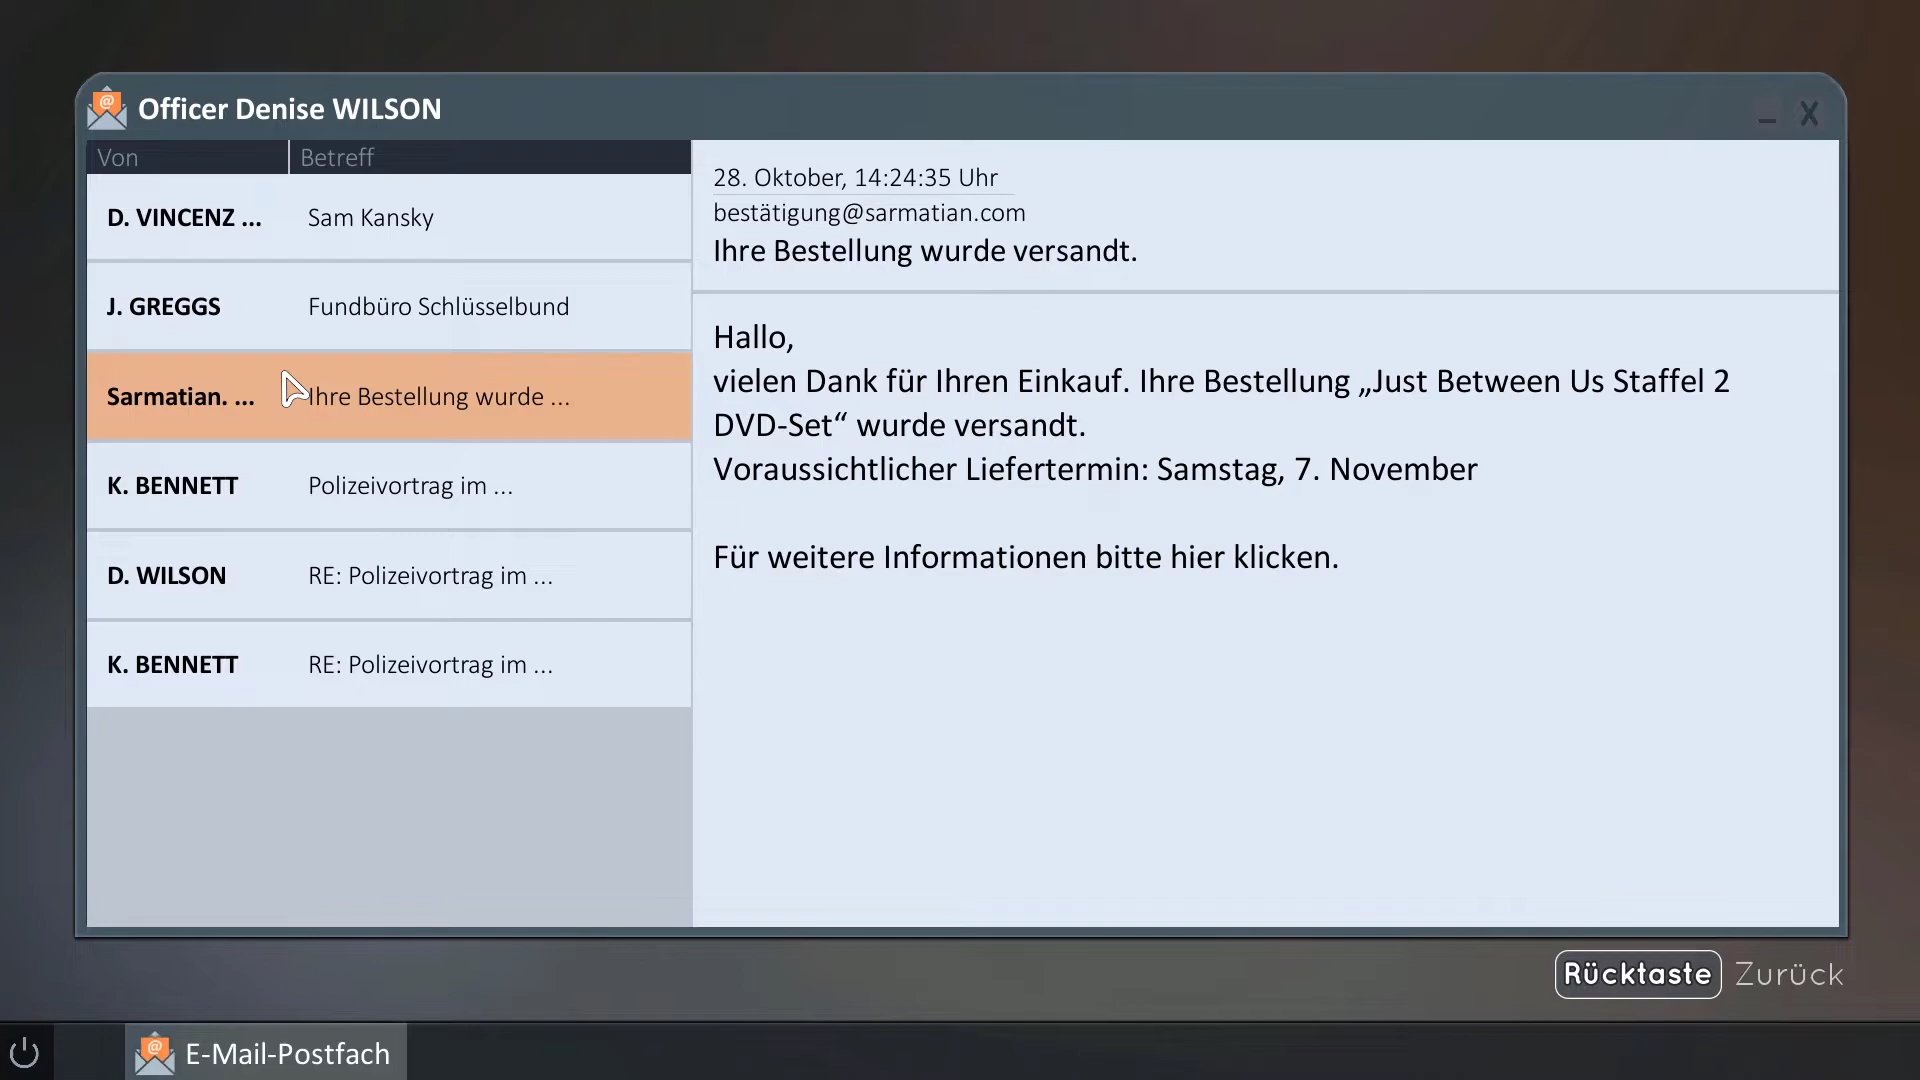 Officer Denise WILSON
_ X
Von Betreff
D. VINCENZ ... Sam Kansky
J. GREGGS Fundbüro Schlüsselbund
Sarmatian. ... Ihre Bestellung wurde ...
K. BENNETT Polizeivortrag im ...
D. WILSON RE: Polizeivortrag im ...
K. BENNETT RE: Polizeivortrag im ...
28. Oktober, 14:24:35 Uhr
bestätigung@sarmatian.com
Ihre Bestellung wurde versandt.
Hallo,
vielen Dank für Ihren Einkauf. Ihre Bestellung „Just Between Us Staffel 2
DVD-Set“ wurde versandt.
Voraussichtlicher Liefertermin: Samstag, 7. November
Für weitere Informationen bitte hier klicken.
Rücktaste Zurück
E-Mail-Postfach